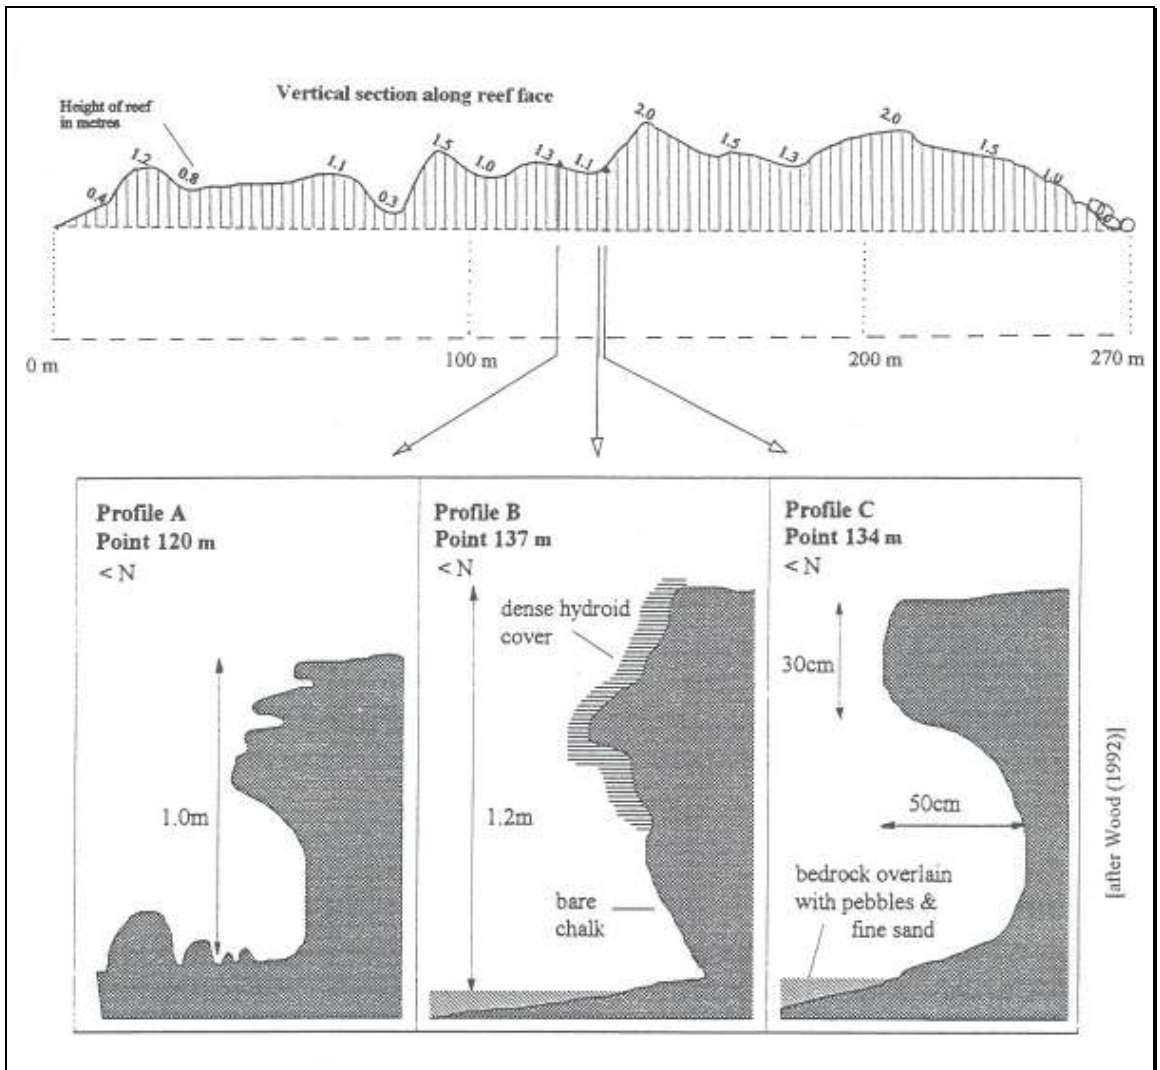 Vertical section along reef face
Height of reef
in metres
0.4
1.2
0.8
1.1
0.3
1.5
1.0
1.3
1.1
2.0
1.5
1.3
2.0
1.5
1.0
0 m
100 m
200 m
270 m
Profile A
Point 120 m
< N
1.0m
Profile B
Point 137 m
< N
dense hydroid
cover
1.2m
bare
chalk
Profile C
Point 134 m
< N
30cm
50cm
bedrock overlain
with pebbles &
fine sand
[after Wood (1992)]